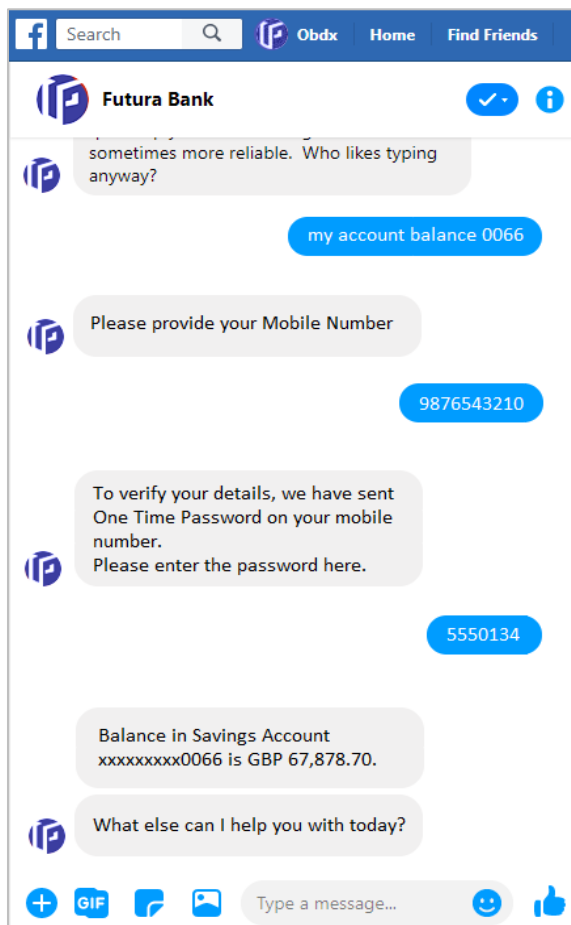 Search
Obdx
Home
Find Friends
Futura Bank
sometimes more reliable. Who likes typing
anyway?
my account balance 0066
Please provide your Mobile Number
9876543210
To verify your details, we have sent
One Time Password on your mobile
number.
Please enter the password here.
5550134
Balance in Savings Account
xxxxxxxxx0066 is GBP 67,878.70.
What else can I help you with today?
GIF
Type a message...